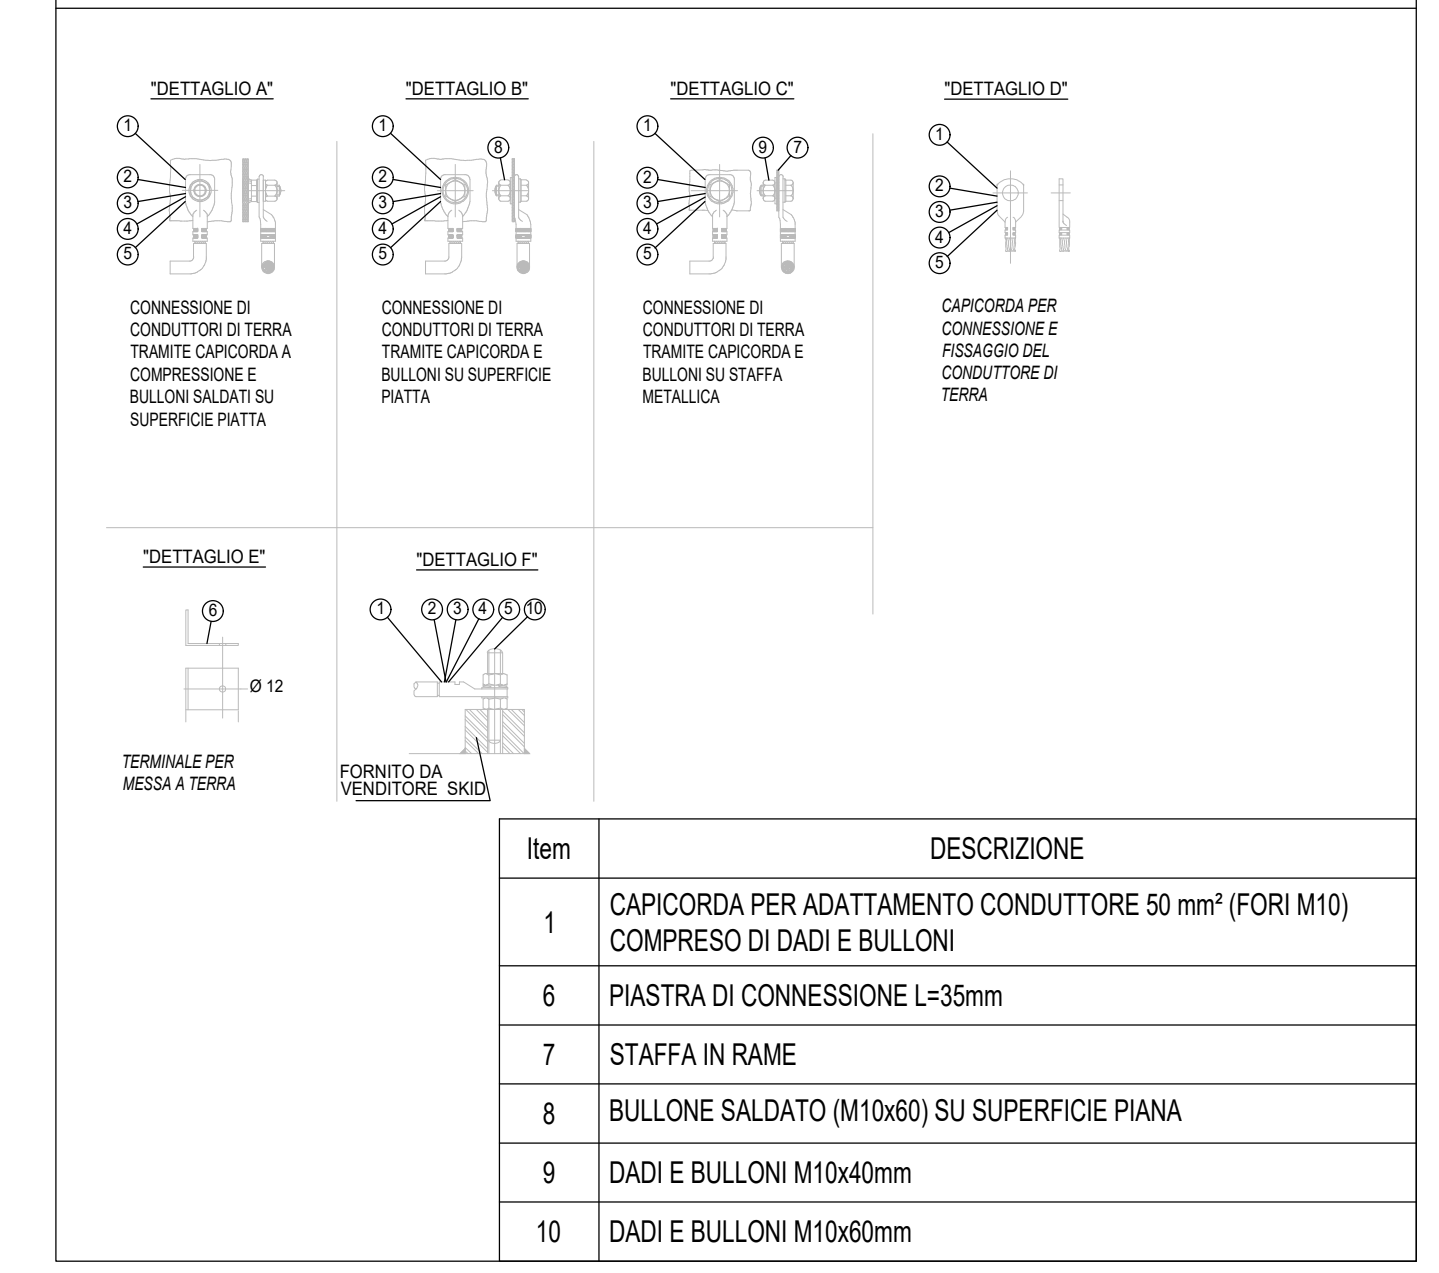 "DETTAGLIO A"
1
2
3
4
5
CONNESSIONE DI
CONDUTTORI DI TERRA
TRAMITE CAPICORDA A
COMPRESSIONE E
BULLONI SALDATI SU
SUPERFICIE PIATTA
"DETTAGLIO B"
1
8
2
3
4
5
CONNESSIONE DI
CONDUTTORI DI TERRA
TRAMITE CAPICORDA E
BULLONI SU SUPERFICIE
PIATTA
"DETTAGLIO C"
1
9 7
2
3
4
5
CONNESSIONE DI
CONDUTTORI DI TERRA
TRAMITE CAPICORDA E
BULLONI SU STAFFA
METALLICA
"DETTAGLIO D"
1
2
3
4
5
CAPICORDA PER
CONNESSIONE E
FISSAGGIO DEL
CONDUTTORE DI
TERRA
"DETTAGLIO E"
6
Ø 12
TERMINALE PER
MESSA A TERRA
"DETTAGLIO F"
1 2 3 4 5 10
FORNITO DA
VENDITORE SKID
Item DESCRIZIONE
1 CAPICORDA PER ADATTAMENTO CONDUTTORE 50 mm² (FORI M10)
COMPRESO DI DADI E BULLONI
6 PIASTRA DI CONNESSIONE L=35mm
7 STAFFA IN RAME
8 BULLONE SALDATO (M10x60) SU SUPERFICIE PIANA
9 DADI E BULLONI M10x40mm
10 DADI E BULLONI M10x60mm